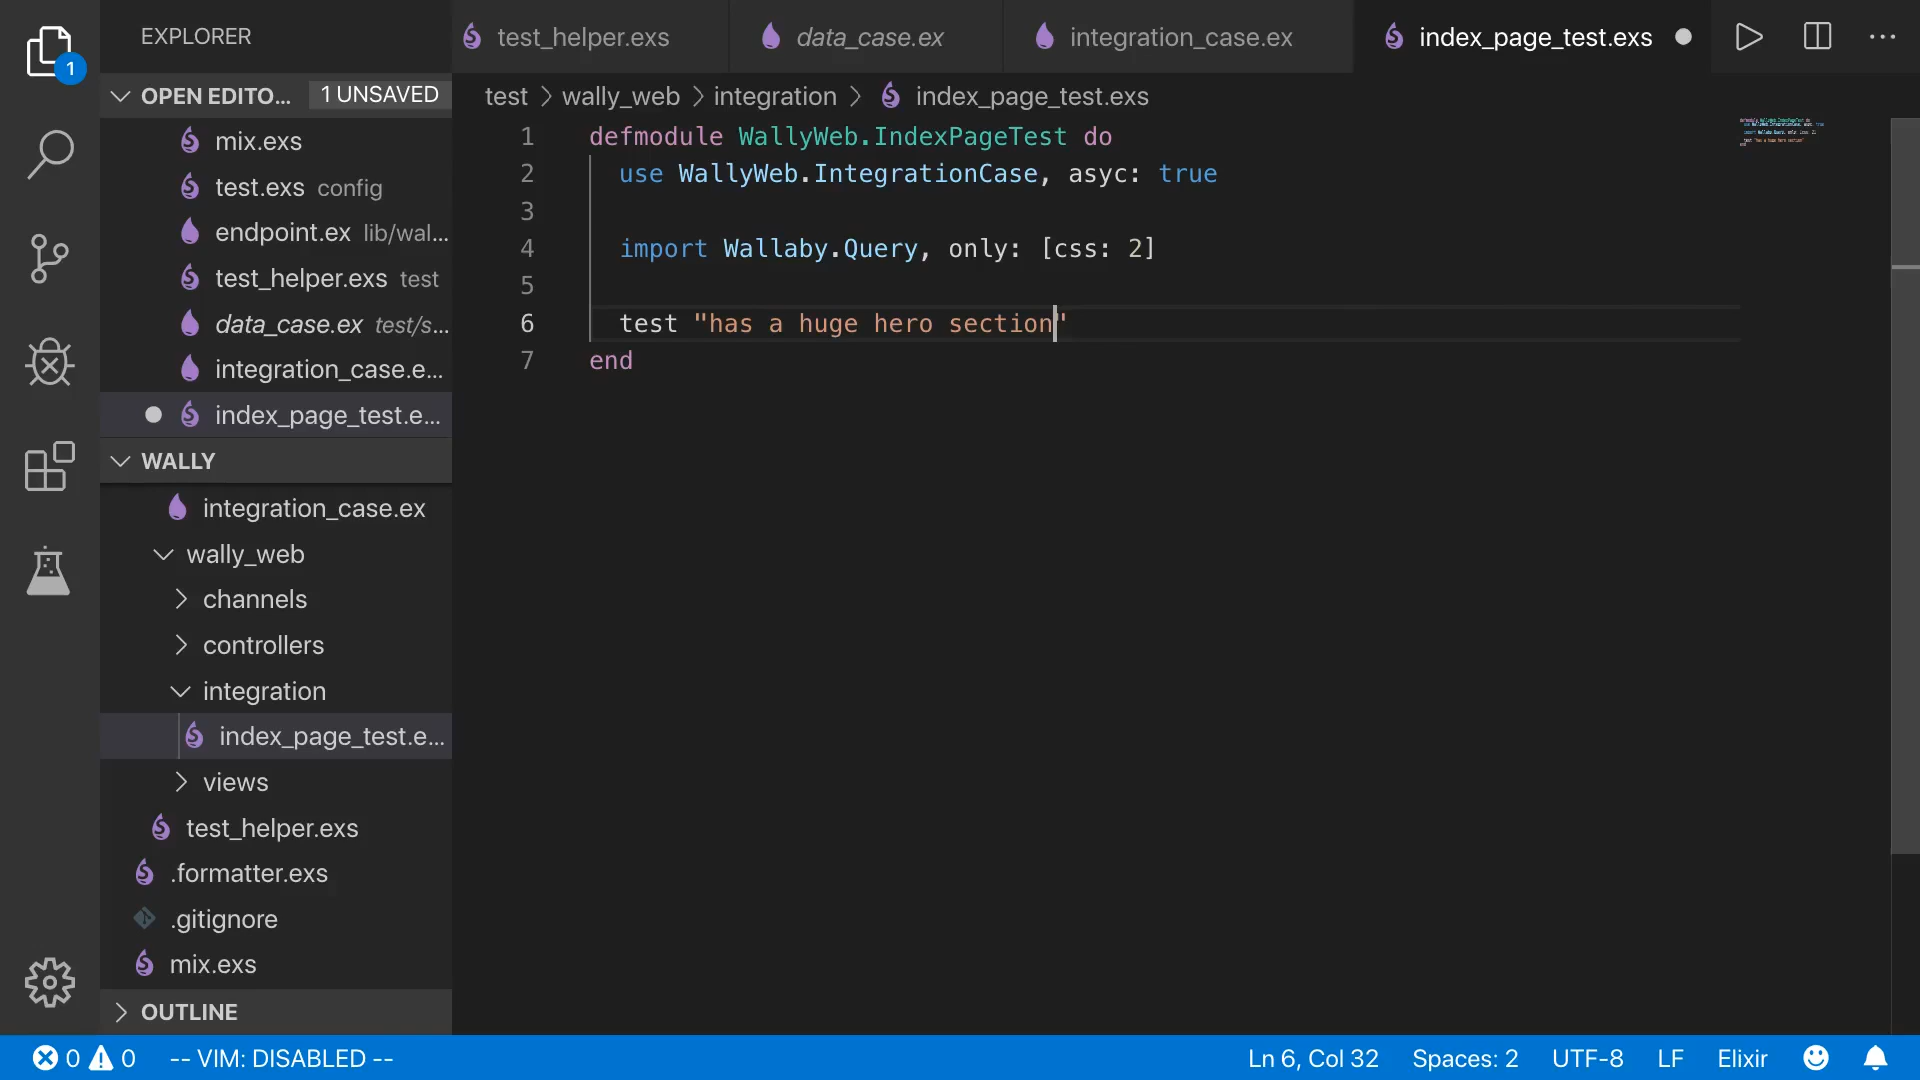 1
EXPLORER
OPEN EDITO... 1 UNSAVED
mix.exs
test.exs config
endpoint.ex lib/wal...
test_helper.exs test
data_case.ex test/s...
integration_case.e...
index_page_test.e...
WALLY
integration_case.ex
wally_web
channels
controllers
integration
index_page_test.e...
views
test_helper.exs
.formatter.exs
.gitignore
mix.exs
OUTLINE
test_helper.exs data_case.ex integration_case.ex index_page_test.exs
test > wally_web > integration > index_page_test.exs
1 defmodule WallyWeb.IndexPageTest do
2 use WallyWeb.IntegrationCase, asyc: true
3
4 import Wallaby.Query, only: [css: 2]
5
6 test "has a huge hero section"
7 end
0 0 -- VIM: DISABLED -- Ln 6, Col 32 Spaces: 2 UTF-8 LF Elixir